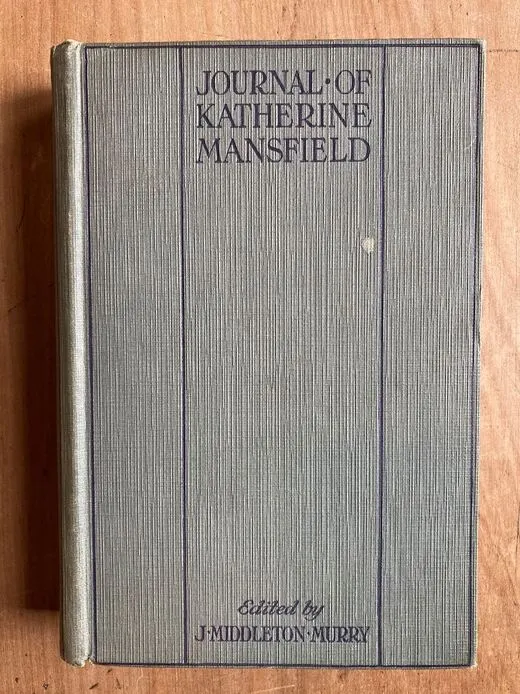 JOURNAL·OF
KATHERINE
MANSFIELD
Edited by
J·MIDDLETON·MURRY